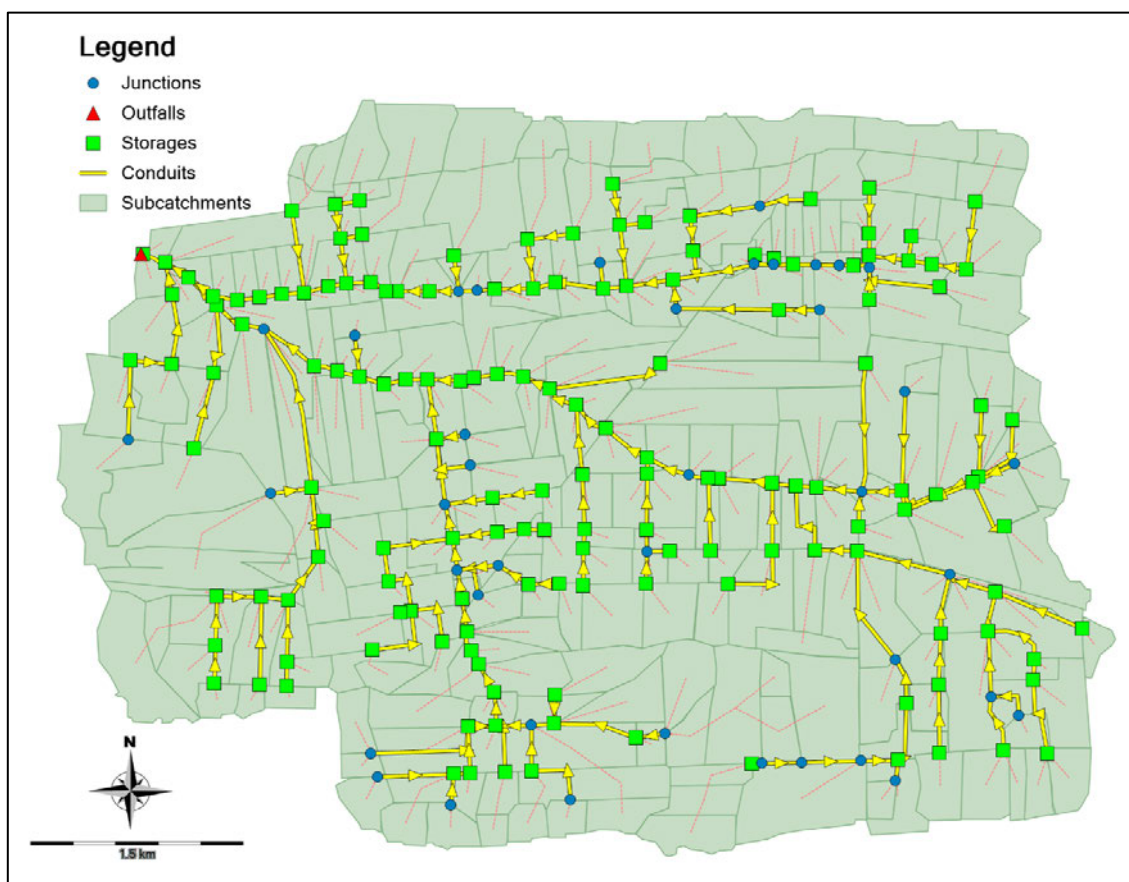 Legend
Junctions
Outfalls
Storages
Conduits
Subcatchments
N
1.5 km